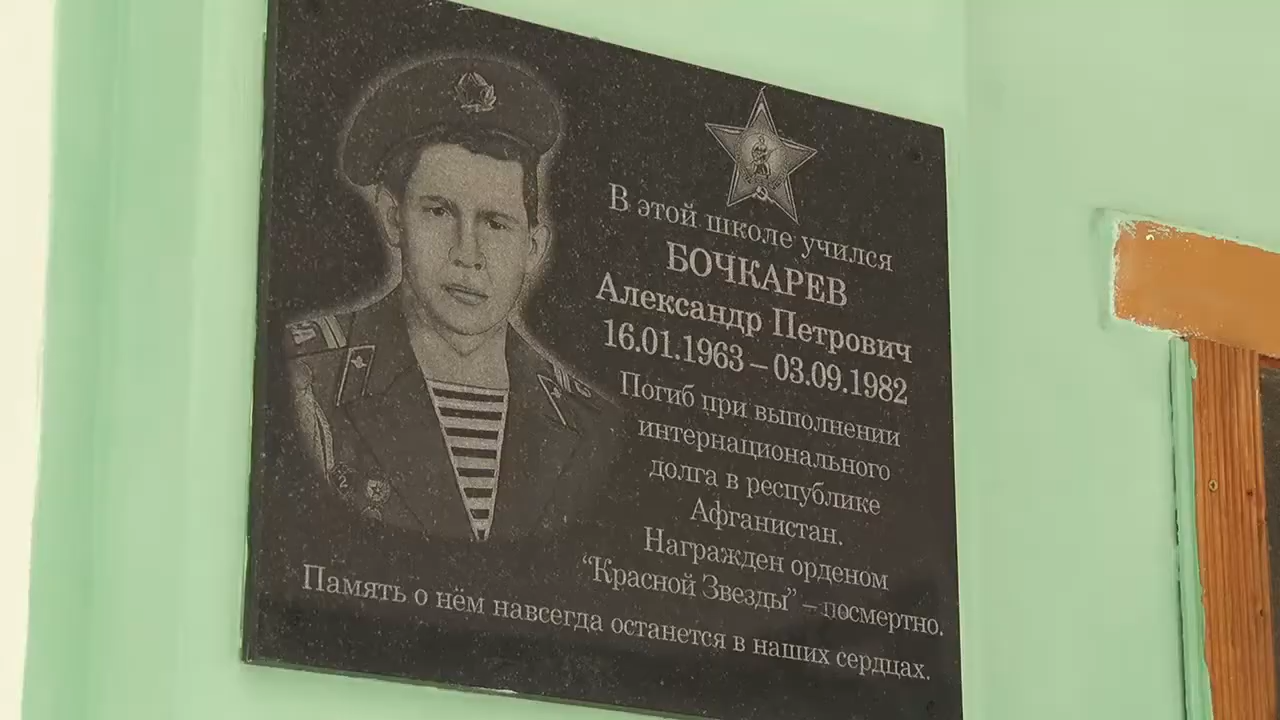 В этой школе учился
БОЧКАРЕВ
Александр Петрович
16.01.1963 – 03.09.1982
Погиб при выполнении
интернационального
долга в республике
Афганистан.
Награжден орденом
“Красной Звезды” – посмертно.
Память о нём навсегда останется в наших сердцах.